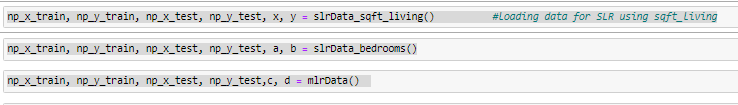 np_x_train, np_y_train, np_x_test, np_y_test, x, y = slrData_sqft_living() #Loading data for SLR using sqft_living
np_x_train, np_y_train, np_x_test, np_y_test, a, b = slrData_bedrooms()
np_x_train, np_y_train, np_x_test, np_y_test,c, d = mlrData()